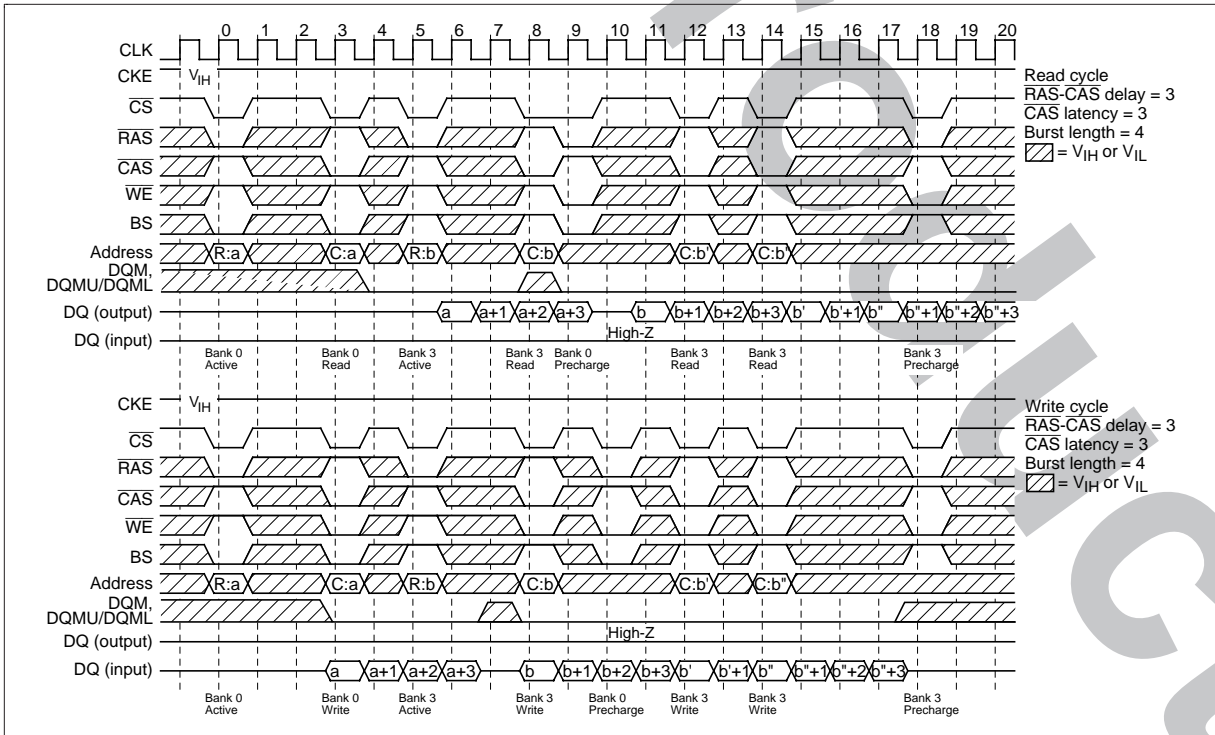 0 1 2 3 4 5 6 7 8 9 10 11 12 13 14 15 16 17 18 19 20
CLK
CKE VIH
CS
RAS
CAS
WE
BS
Address R:a C:a R:b C:b C:b' C:b'
DQM,
DQMU/DQML
DQ (output) a a+1 a+2 a+3 b b+1 b+2 b+3 b' b'+1 b" b"+1 b"+2 b"+3
High-Z
DQ (input)
Bank 0 Active
Bank 0 Read
Bank 3 Active
Bank 3 Read
Bank 0 Precharge
Bank 3 Read
Bank 3 Read
Bank 3 Precharge
Read cycle
RAS-CAS delay = 3
CAS latency = 3
Burst length = 4
= VIH or VIL
CKE VIH
CS
RAS
CAS
WE
BS
Address R:a C:a R:b C:b C:b' C:b"
DQM,
DQMU/DQML
High-Z
DQ (output)
DQ (input) a a+1 a+2 a+3 b b+1 b+2 b+3 b' b'+1 b" b"+1 b"+2 b"+3
Bank 0 Active
Bank 0 Write
Bank 3 Active
Bank 3 Write
Bank 0 Precharge
Bank 3 Write
Bank 3 Write
Bank 3 Precharge
Write cycle
RAS-CAS delay = 3
CAS latency = 3
Burst length = 4
= VIH or VIL